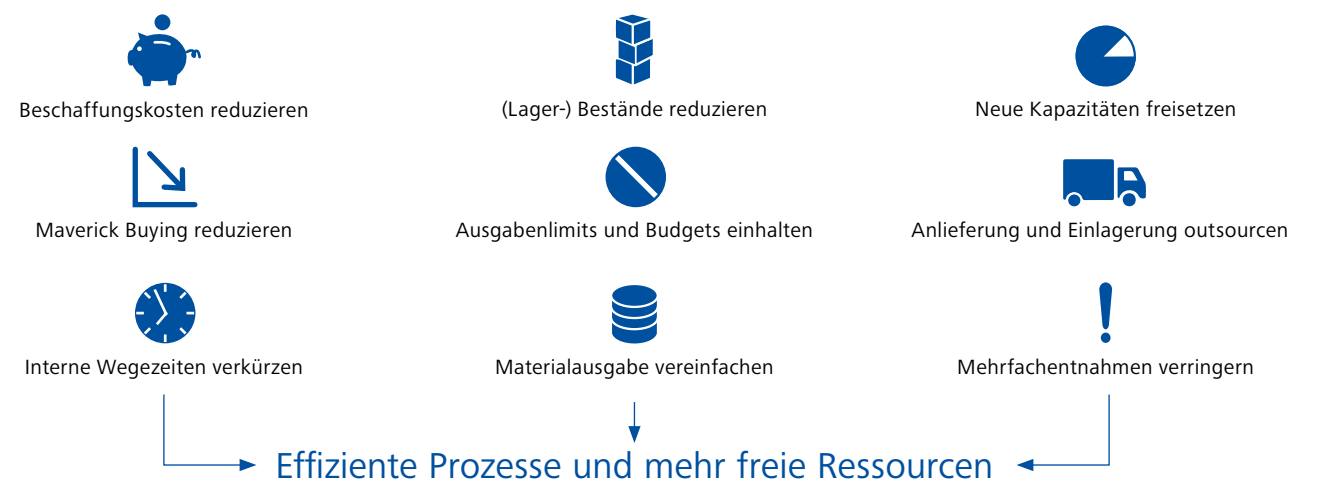 Beschaffungskosten reduzieren
(Lager-) Bestände reduzieren
Neue Kapazitäten freisetzen
Maverick Buying reduzieren
Ausgabenlimits und Budgets einhalten
Anlieferung und Einlagerung outsourcen
Interne Wegezeiten verkürzen
Materialausgabe vereinfachen
Mehrfachentnahmen verringern
Effiziente Prozesse und mehr freie Ressourcen